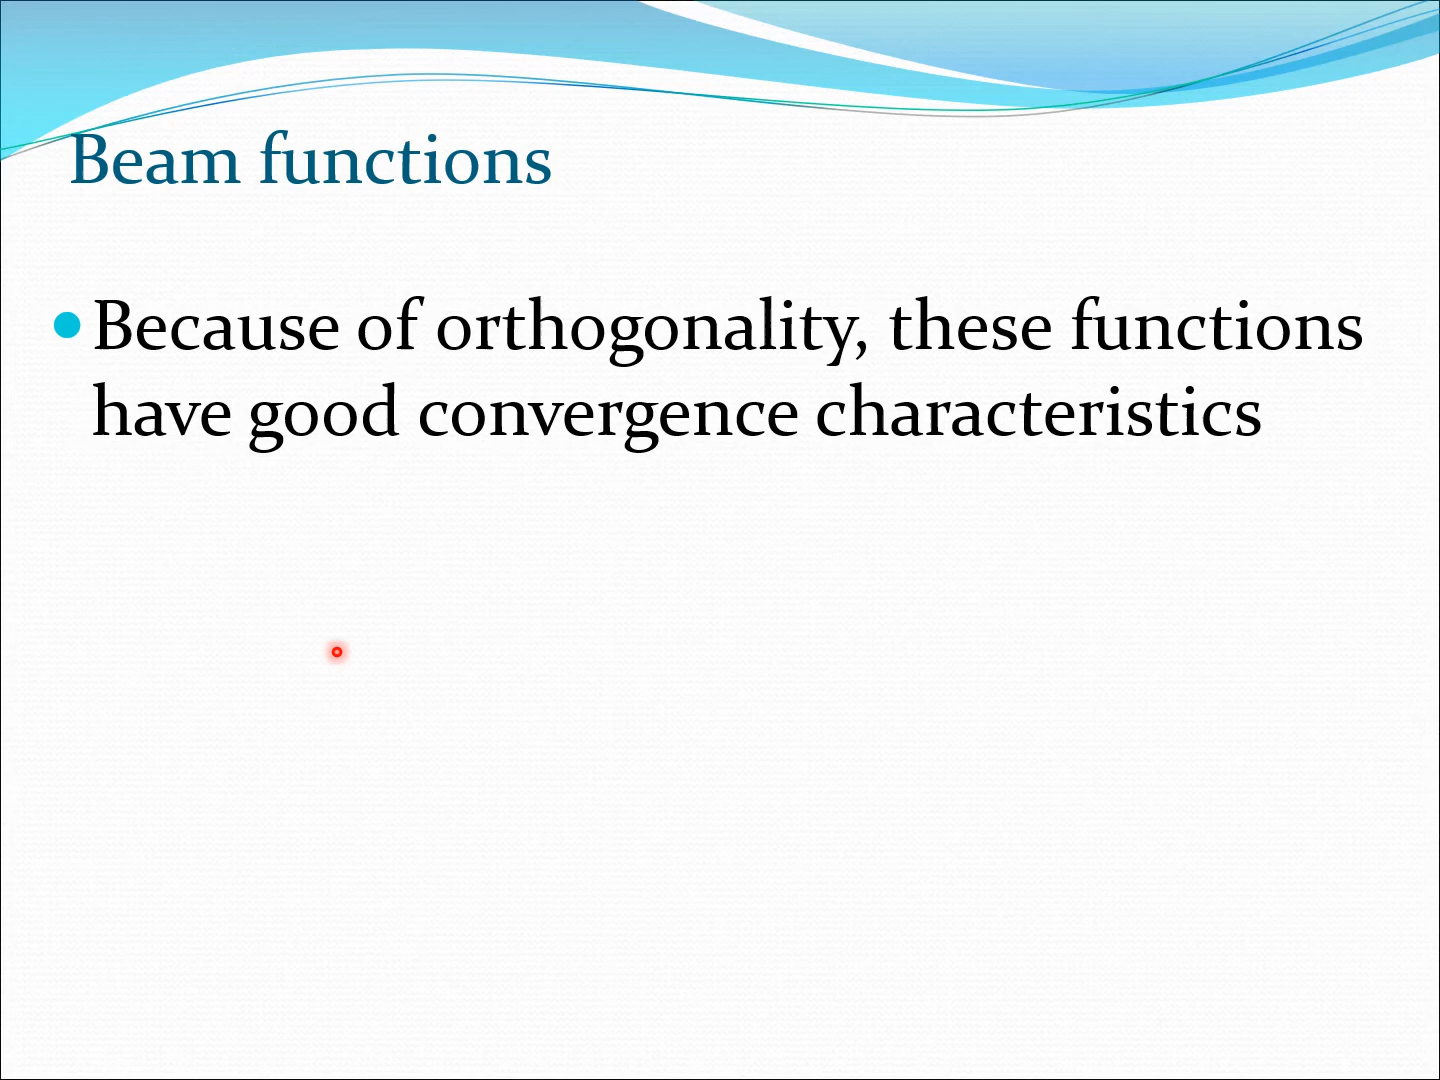 Beam functions
Because of orthogonality, these functions
have good convergence characteristics